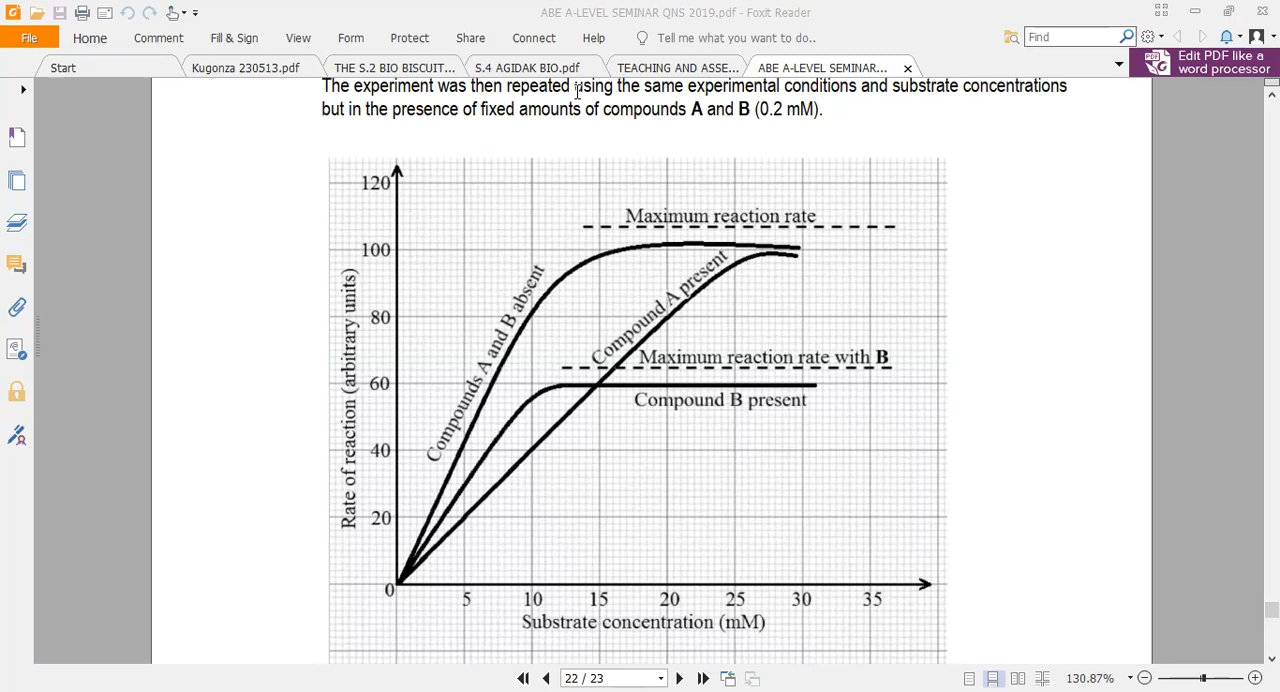 ABE A-LEVEL SEMINAR QNS 2019.pdf - Foxit Reader
File Home Comment Fill & Sign View Form Protect Share Connect Help Tell me what you want to do.. Find
Start Kugonza 230513.pdf THE S.2 BIO BISCUIT... S.4 ABITEK BIO.pdf TEACHING AND ASSE... ABE A-LEVEL SEMINAR...
Edit PDF like a
word processor
The experiment was then repeated using the same experimental conditions and substrate concentrations
but in the presence of fixed amounts of compounds A and B (0.2 mM).
120
Maximum reaction rate
100
Compounds A and B absent
Compound A present
80
Maximum reaction rate with B
60
Compound B present
40
20
Rate of reaction (arbitrary units)
0
5 10 15 20 25 30 35
Substrate concentration (mM)
22 / 23
130.87%